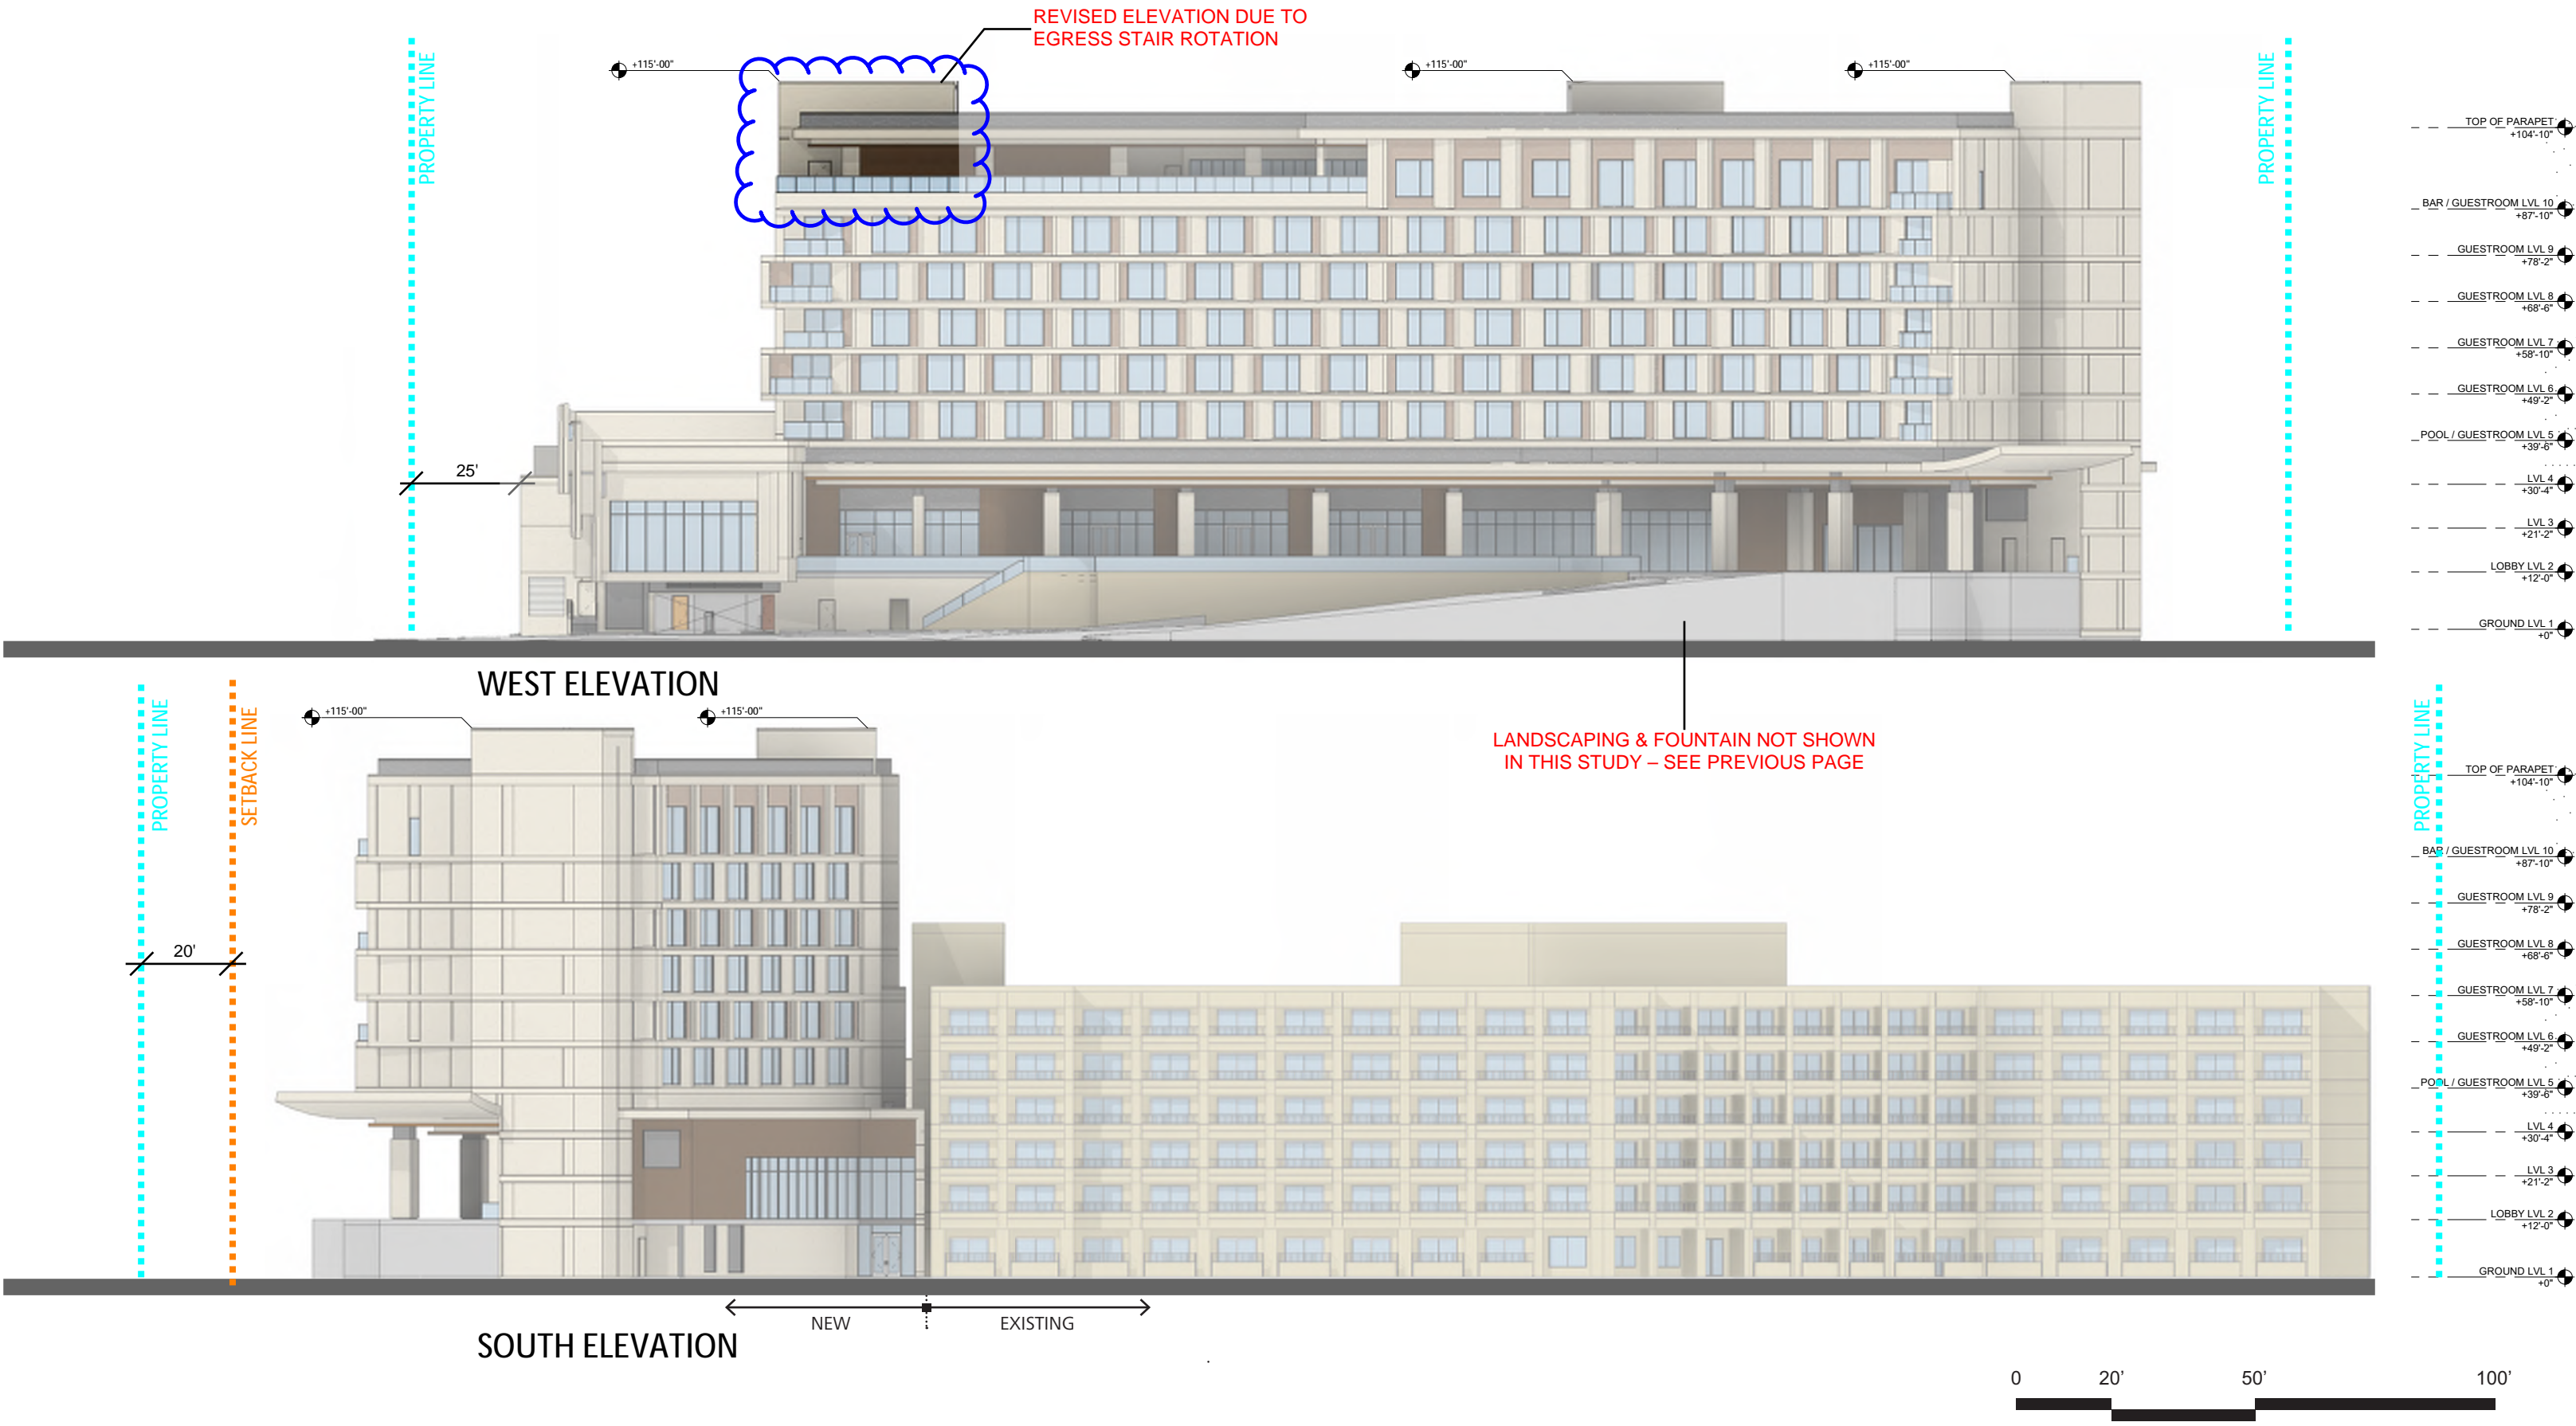 REVISED ELEVATION DUE TO
EGRESS STAIR ROTATION
+115'-00"
+115'-00"
+115'-00"
PROPERTY LINE
PROPERTY LINE
TOP OF PARAPET
+104'-10"
BAR / GUESTROOM LVL 10
+87'-10"
GUESTROOM LVL 9
+78'-2"
GUESTROOM LVL 8
+68'-6"
GUESTROOM LVL 7
+58'-10"
GUESTROOM LVL 6
+49'-2"
POOL / GUESTROOM LVL 5
+39'-6"
25'
LVL 4
+30'-4"
LVL 3
+21'-2"
LOBBY LVL 2
+12'-0"
GROUND LVL 1
+0"
WEST ELEVATION
PROPERTY LINE
SETBACK LINE
+115'-00"
+115'-00"
LANDSCAPING & FOUNTAIN NOT SHOWN
IN THIS STUDY – SEE PREVIOUS PAGE
PROPERTY LINE
TOP OF PARAPET
+104'-10"
BAR / GUESTROOM LVL 10
+87'-10"
GUESTROOM LVL 9
+78'-2"
20'
GUESTROOM LVL 8
+68'-6"
GUESTROOM LVL 7
+58'-10"
GUESTROOM LVL 6
+49'-2"
POOL / GUESTROOM LVL 5
+39'-6"
LVL 4
+30'-4"
LVL 3
+21'-2"
LOBBY LVL 2
+12'-0"
GROUND LVL 1
+0"
NEW EXISTING
SOUTH ELEVATION
0 20' 50' 100'